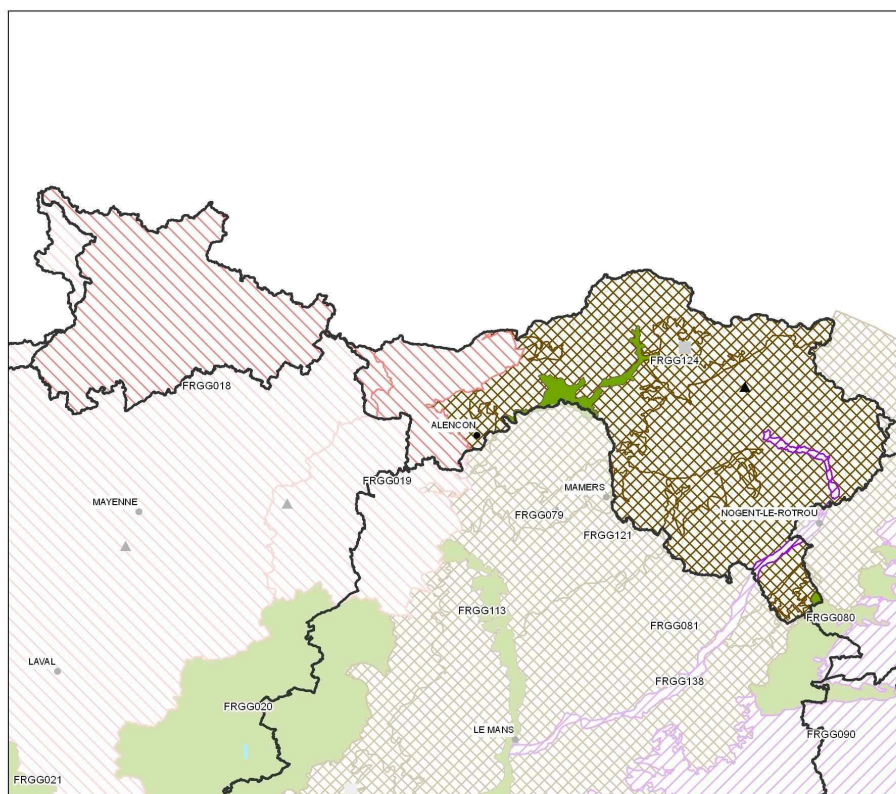 FRGG124
FRGG018
ALENCON
FRGG019
MAMERS
MAYENNE
FRGG079
NOGENT-LE-ROTROU
FRGG121
FRGG113
FRGG080
FRGG081
LAVAL
FRGG138
FRGG020
LE MANS
FRGG090
FRGG021